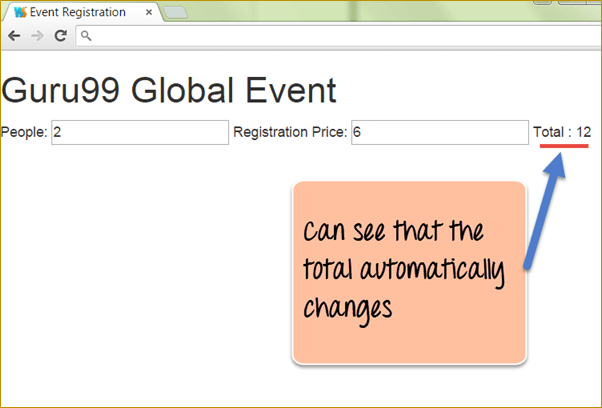 Event Registration
Guru99 Global Event
People: 2 Registration Price: 6 Total : 12
Can see that the
total automatically
changes